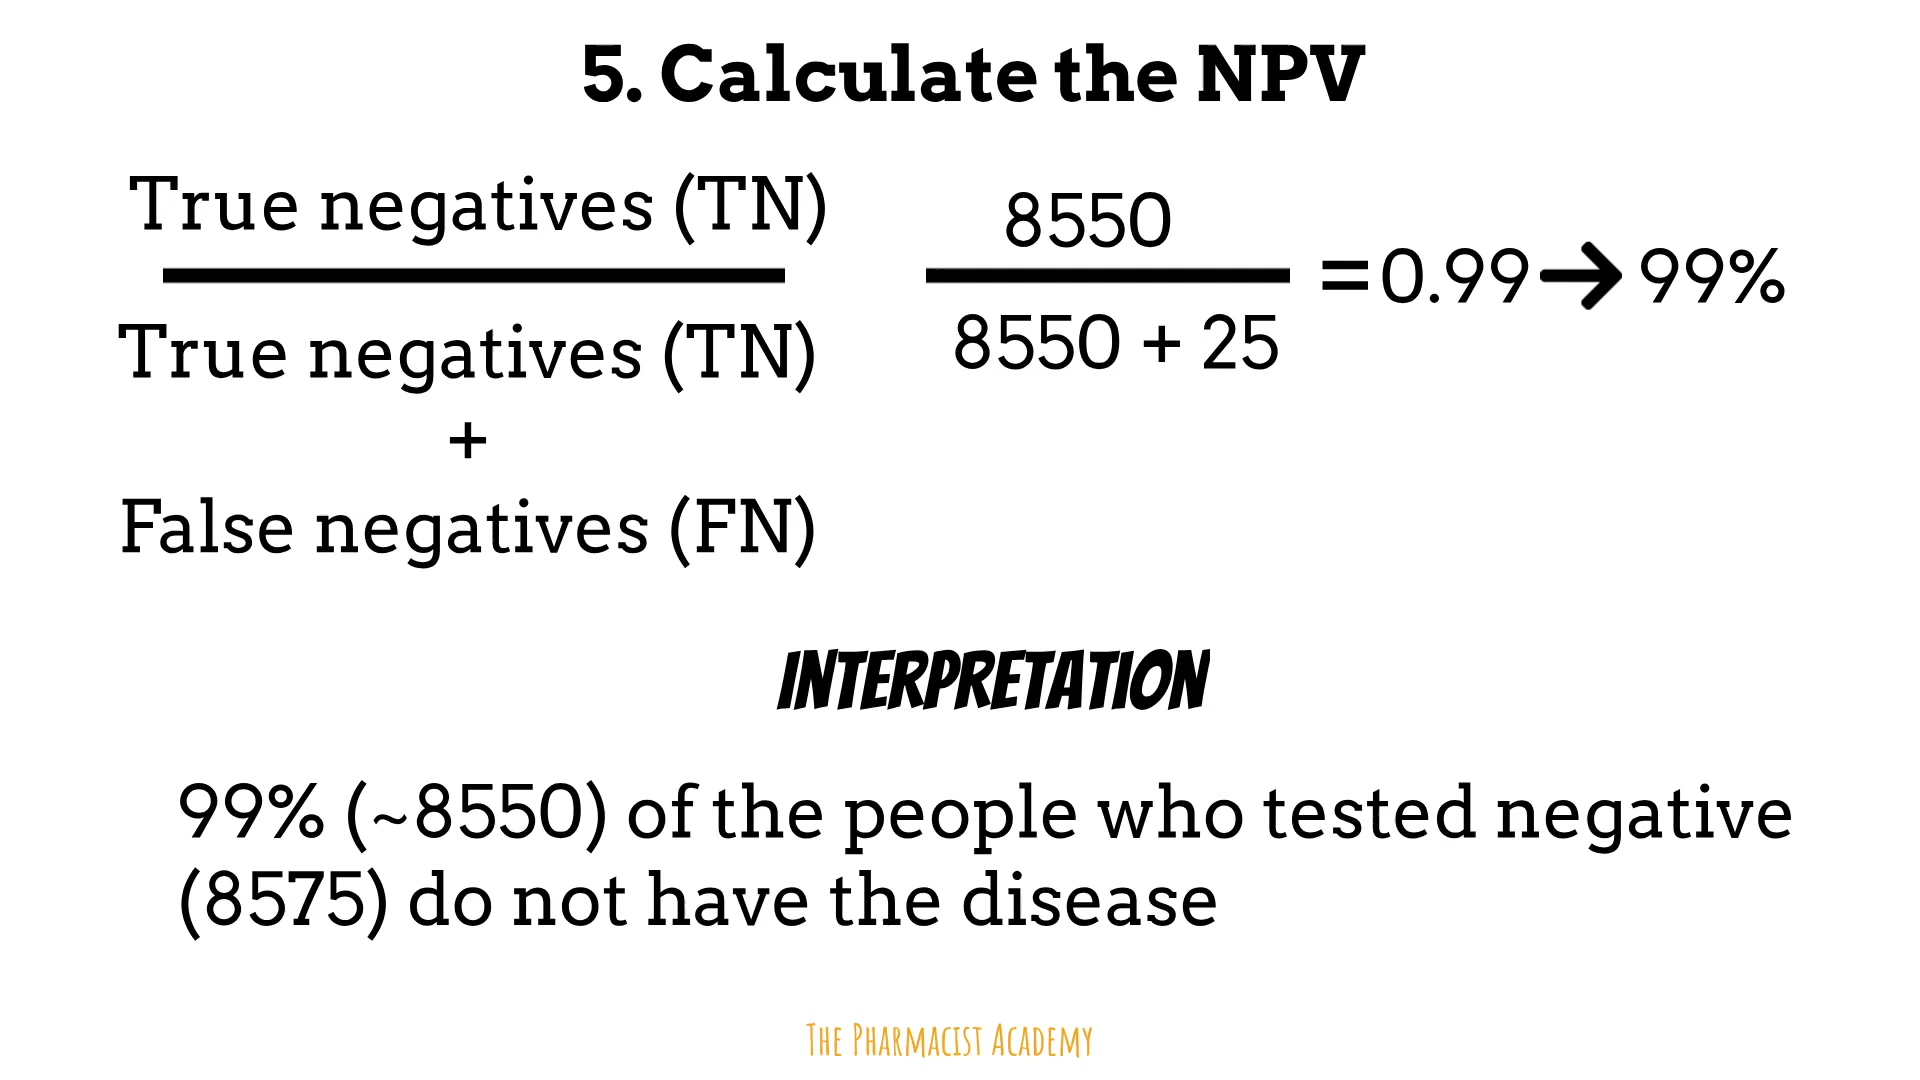 5. Calculate the NPV
True negatives (TN)
True negatives (TN)
+
False negatives (FN)
8550
8550 + 25
=0.99→99%
INTERPRETATION
99% (~8550) of the people who tested negative
(8575) do not have the disease
The Pharmacist Academy